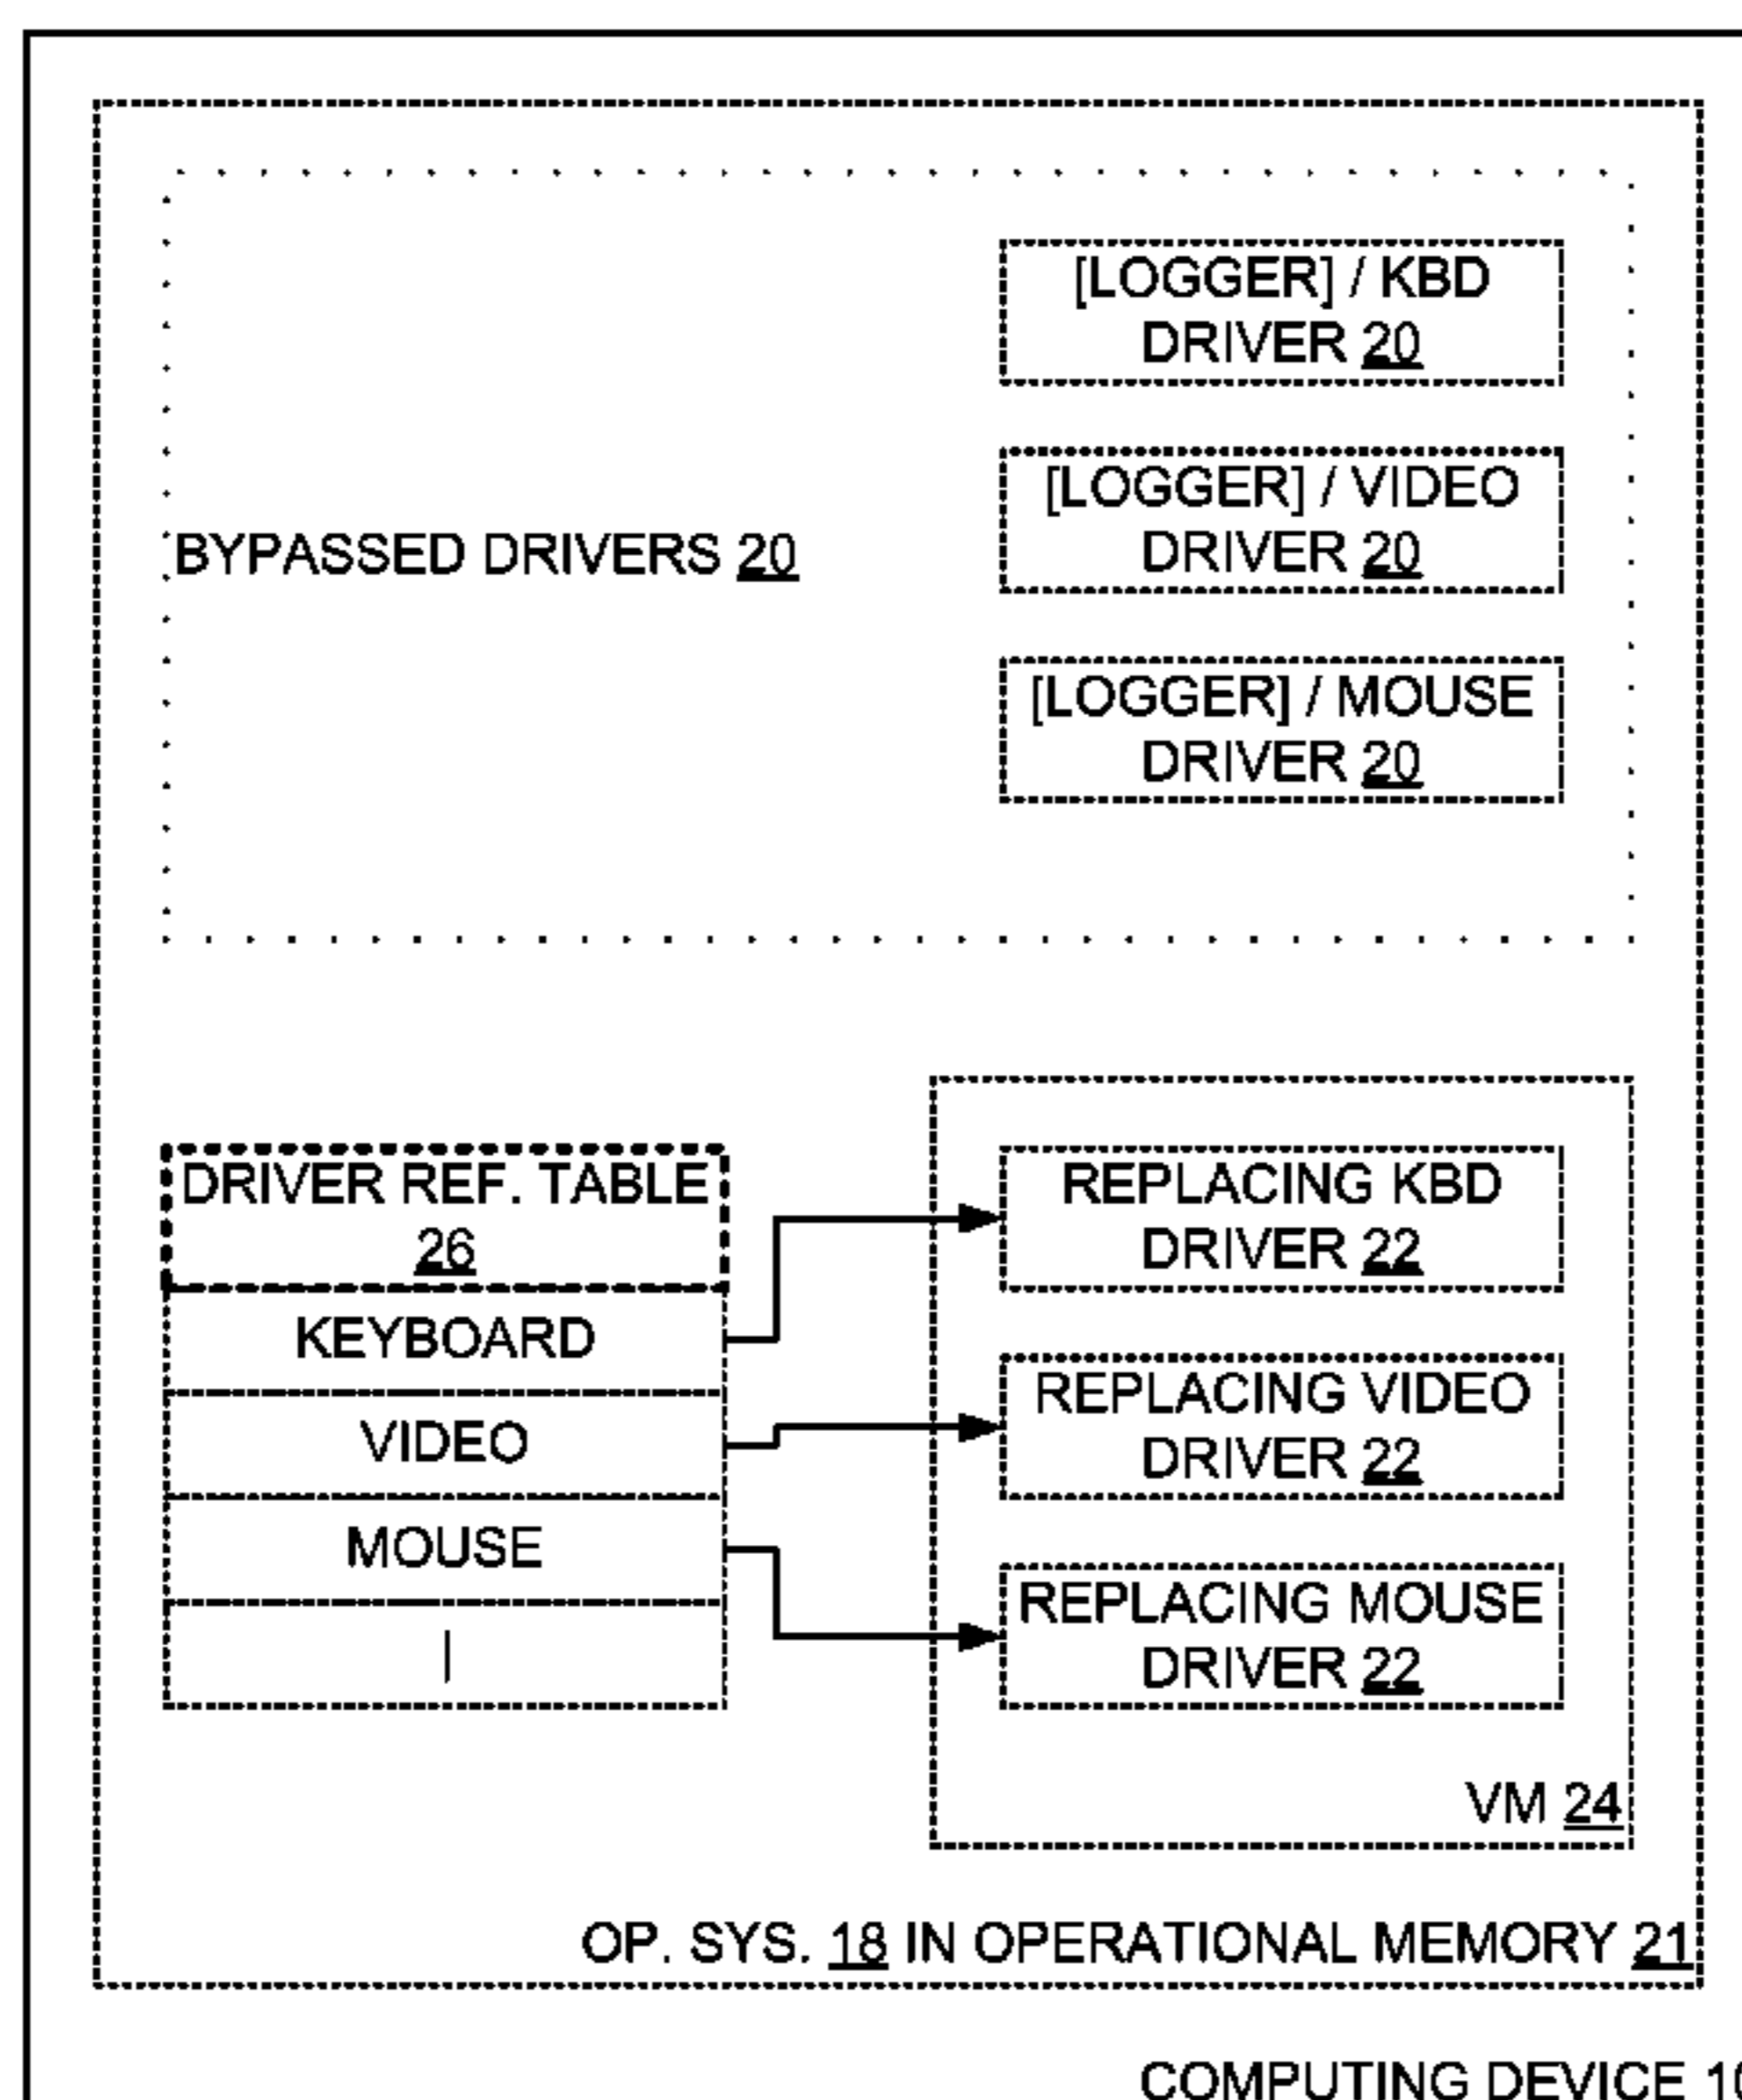 [LOGGER] / KBD
DRIVER 20
[LOGGER] / VIDEO
DRIVER 20
BYPASSED DRIVERS 20
[LOGGER] / MOUSE
DRIVER 20
DRIVER REF. TABLE
26
KEYBOARD
VIDEO
MOUSE
|
REPLACING KBD
DRIVER 22
REPLACING VIDEO
DRIVER 22
REPLACING MOUSE
DRIVER 22
VM 24
OP. SYS. 18 IN OPERATIONAL MEMORY 21
COMPUTING DEVICE